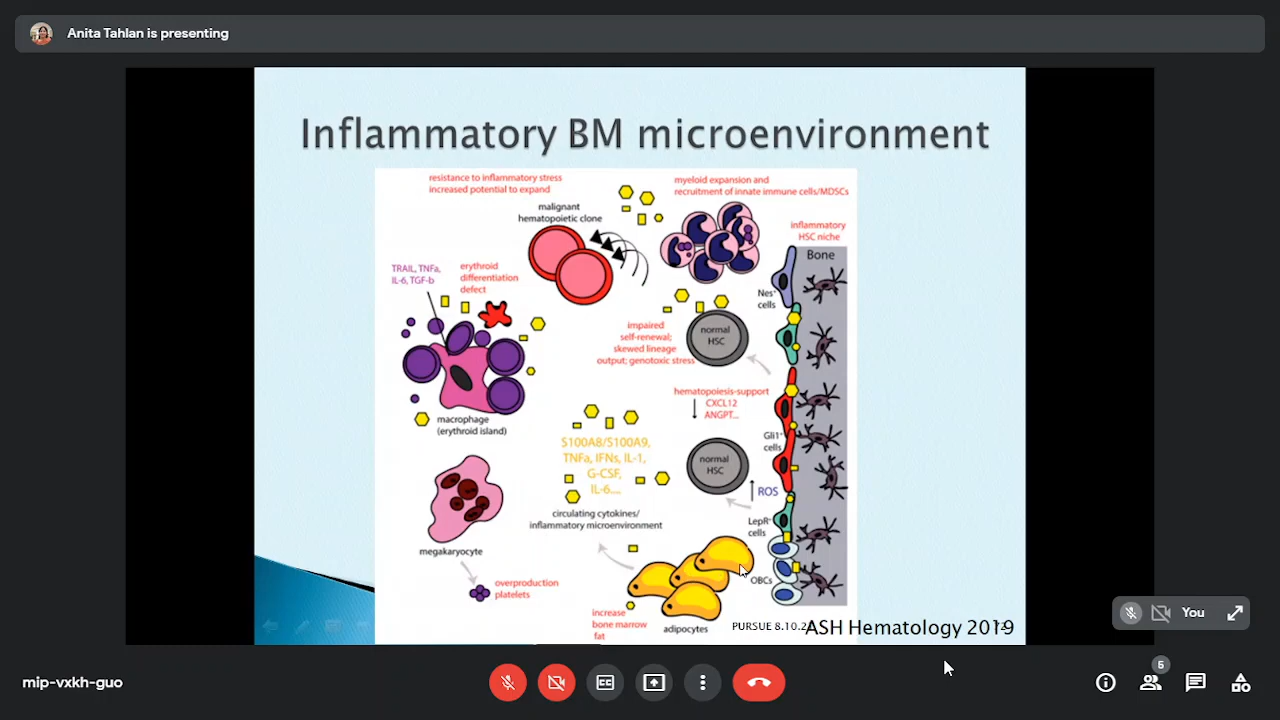 Anita Tahlan is presenting
Inflammatory BM microenvironment
resistance to inflammatory stress
increased potential to expand
malignant
hematopoietic clone
myeloid expansion and
recruitment of innate immune cells/MDSCs
inflammatory
HSC niche
Bone
TRAIL, TNFa,
IL-6, TGF-b
erythroid
differentiation
defect
Nes⁺
cells
impaired
self-renewal;
skewed lineage
output; genotoxic stress
normal
HSC
hematopoiesis-support
CXCL12
ANGPT...
macrophage
(erythroid island)
Gli1⁺
cells
S100A8/S100A9,
TNFa, IFNs, IL-1,
G-CSF,
IL-6....
normal
HSC
ROS
circulating cytokines/
inflammatory microenvironment
LepR⁺
cells
megakaryocyte
OBCs
overproduction
platelets
increase
bone marrow
fat
adipocytes
PURSUE 8.10.2
ASH Hematology 2019
You
mip-vxkh-guo
CC
5